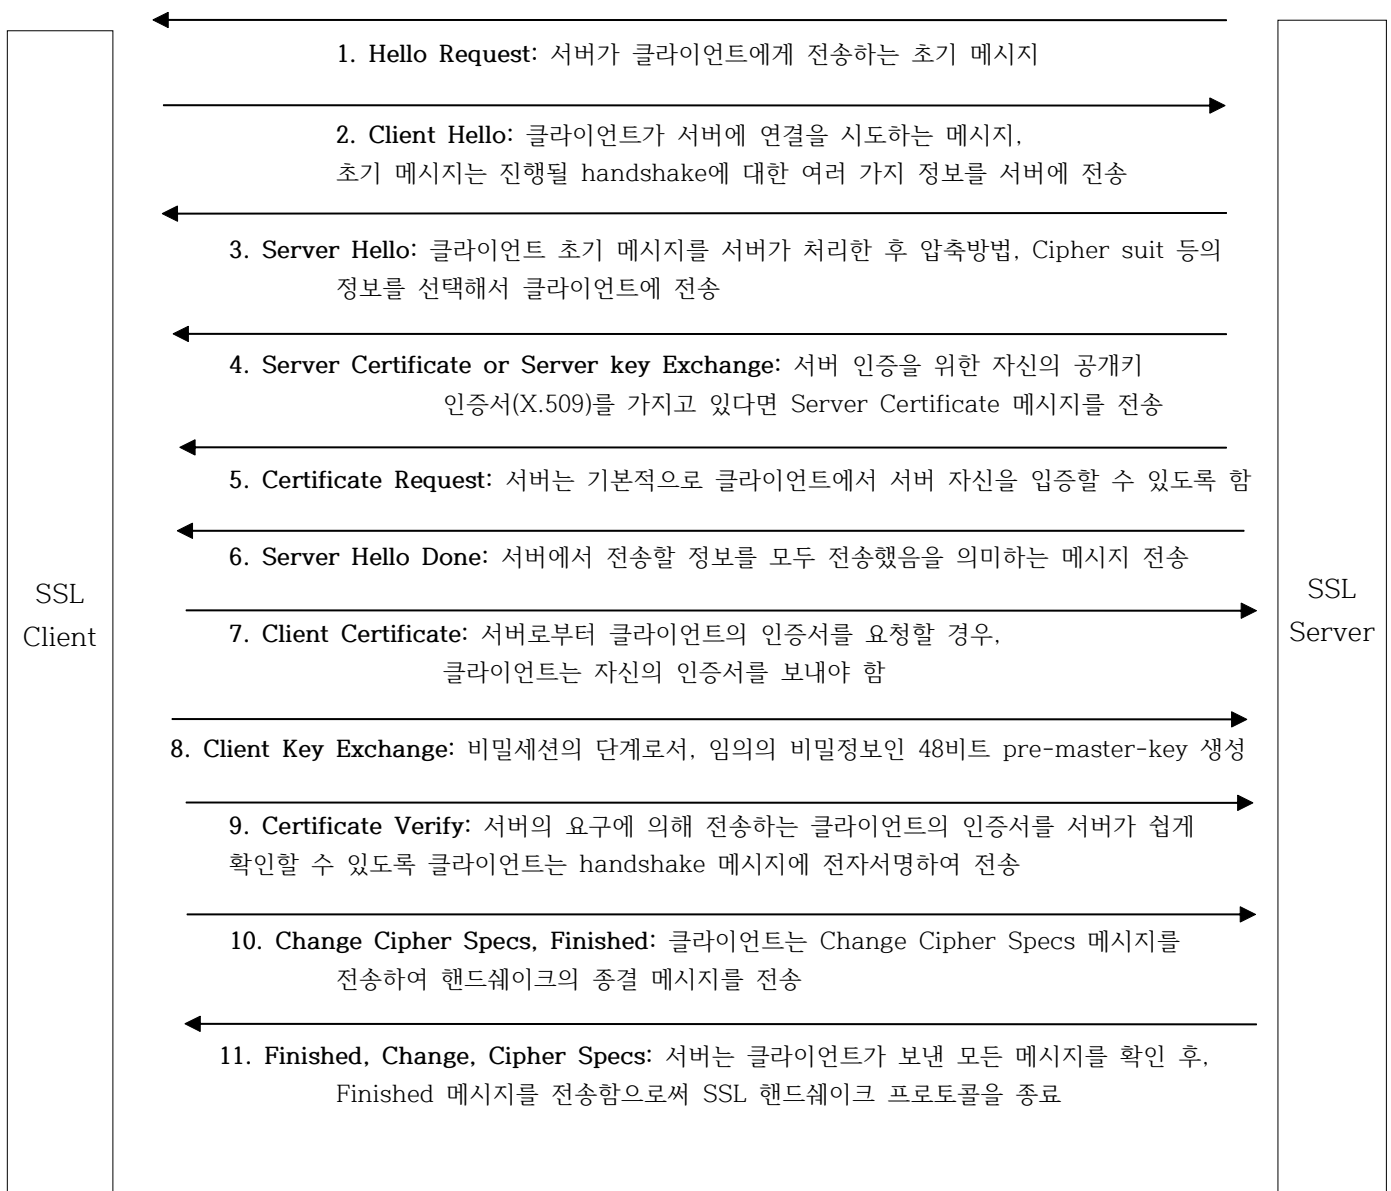 1. Hello Request: 서버가 클라이언트에게 전송하는 초기 메시지
2. Client Hello: 클라이언트가 서버에 연결을 시도하는 메시지,
초기 메시지는 진행될 handshake에 대한 여러 가지 정보를 서버에 전송
3. Server Hello: 클라이언트 초기 메시지를 서버가 처리한 후 압축방법, Cipher suit 등의
정보를 선택해서 클라이언트에 전송
4. Server Certificate or Server key Exchange: 서버 인증을 위한 자신의 공개키
인증서(X.509)를 가지고 있다면 Server Certificate 메시지를 전송
5. Certificate Request: 서버는 기본적으로 클라이언트에서 서버 자신을 입증할 수 있도록 함
6. Server Hello Done: 서버에서 전송할 정보를 모두 전송했음을 의미하는 메시지 전송
SSL
Client
SSL
Server
7. Client Certificate: 서버로부터 클라이언트의 인증서를 요청할 경우,
클라이언트는 자신의 인증서를 보내야 함
8. Client Key Exchange: 비밀세션의 단계로서, 임의의 비밀정보인 48비트 pre-master-key 생성
9. Certificate Verify: 서버의 요구에 의해 전송하는 클라이언트의 인증서를 서버가 쉽게
확인할 수 있도록 클라이언트는 handshake 메시지에 전자서명하여 전송
10. Change Cipher Specs, Finished: 클라이언트는 Change Cipher Specs 메시지를
전송하여 핸드쉐이크의 종결 메시지를 전송
11. Finished, Change, Cipher Specs: 서버는 클라이언트가 보낸 모든 메시지를 확인 후,
Finished 메시지를 전송함으로써 SSL 핸드쉐이크 프로토콜을 종료